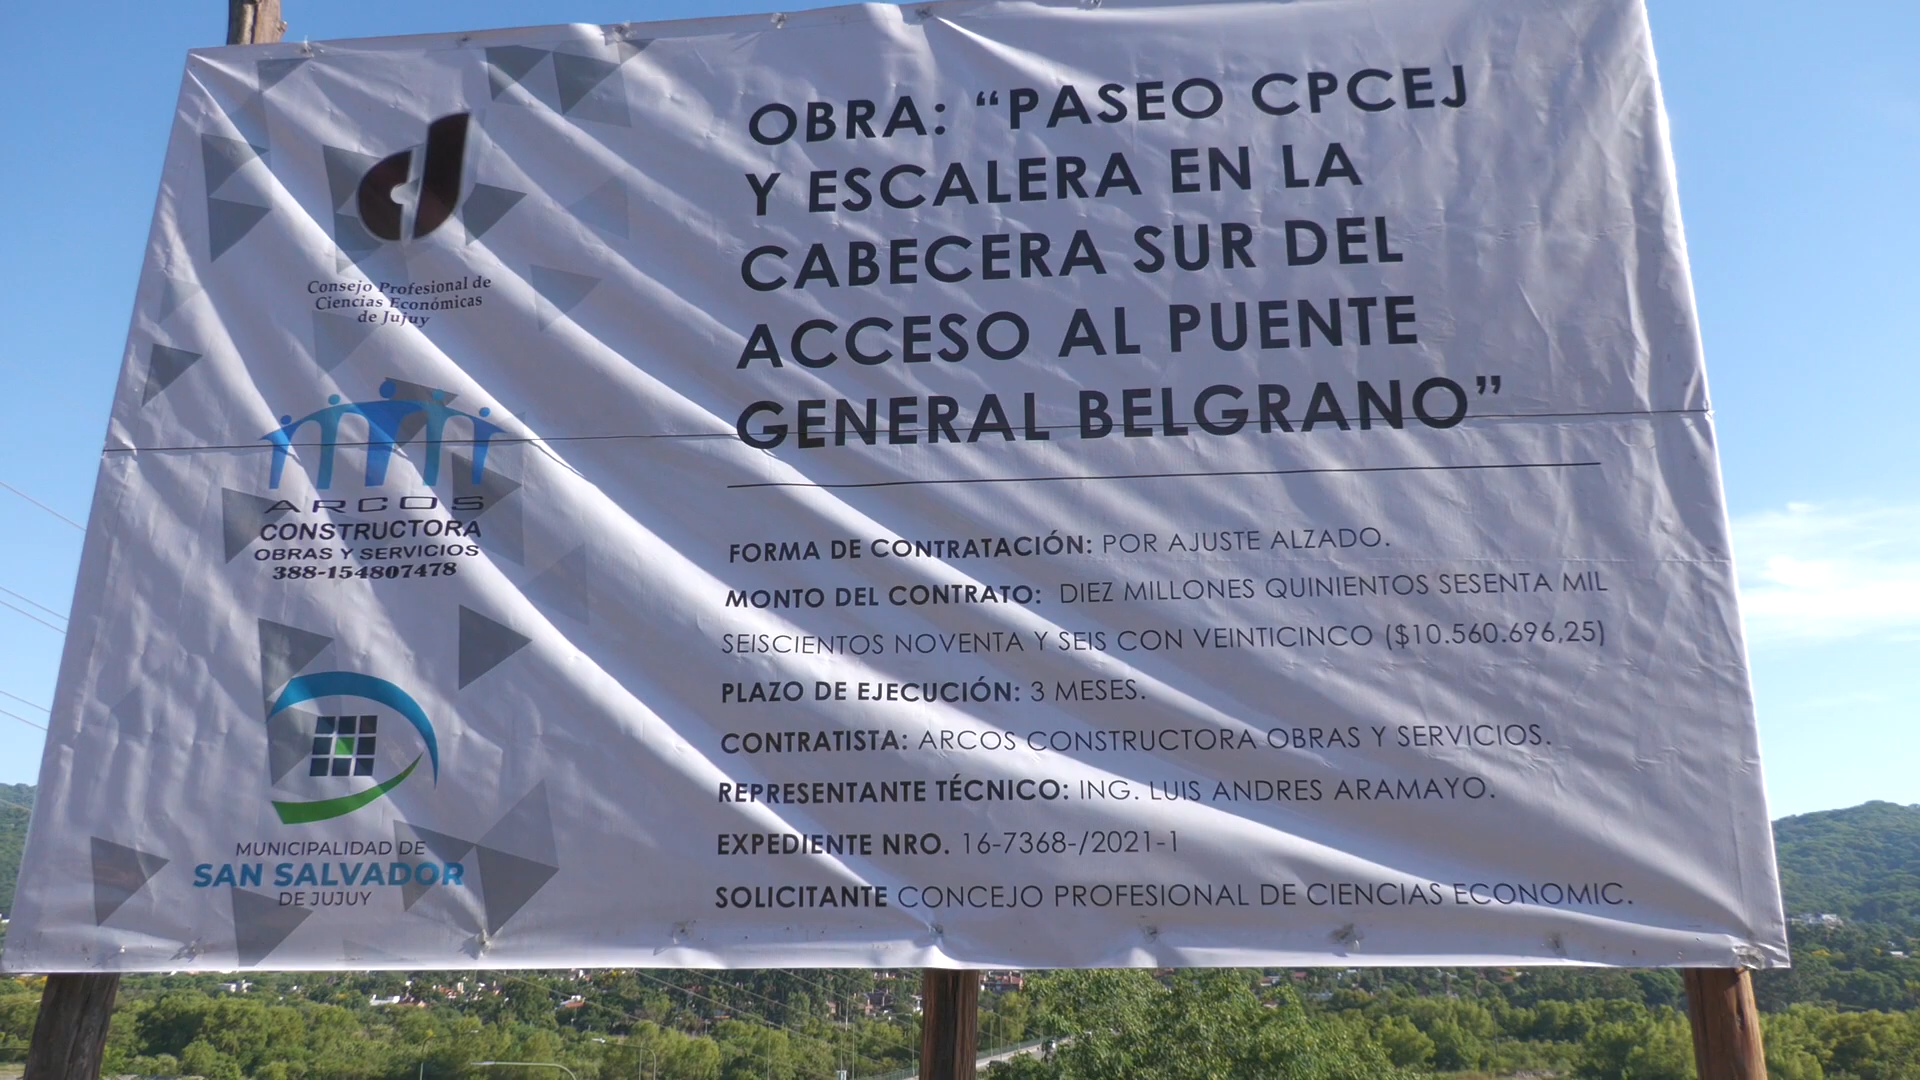 Consejo Profesional de
Ciencias Económicas
de Jujuy
ARCOS
CONSTRUCTORA
OBRAS Y SERVICIOS
388-154807478
MUNICIPALIDAD DE
SAN SALVADOR
DE JUJUY
OBRA: “PASEO CPCEJ
Y ESCALERA EN LA
CABECERA SUR DEL
ACCESO AL PUENTE
GENERAL BELGRANO”
FORMA DE CONTRATACIÓN: POR AJUSTE ALZADO.
MONTO DEL CONTRATO: DIEZ MILLONES QUINIENTOS SESENTA MIL
SEISCIENTOS NOVENTA Y SEIS CON VEINTICINCO ($10.560.696,25)
PLAZO DE EJECUCIÓN: 3 MESES.
CONTRATISTA: ARCOS CONSTRUCTORA OBRAS Y SERVICIOS.
REPRESENTANTE TÉCNICO: ING. LUIS ANDRES ARAMAYO.
EXPEDIENTE NRO. 16-7368-/2021-1
SOLICITANTE CONCEJO PROFESIONAL DE CIENCIAS ECONOMIC.